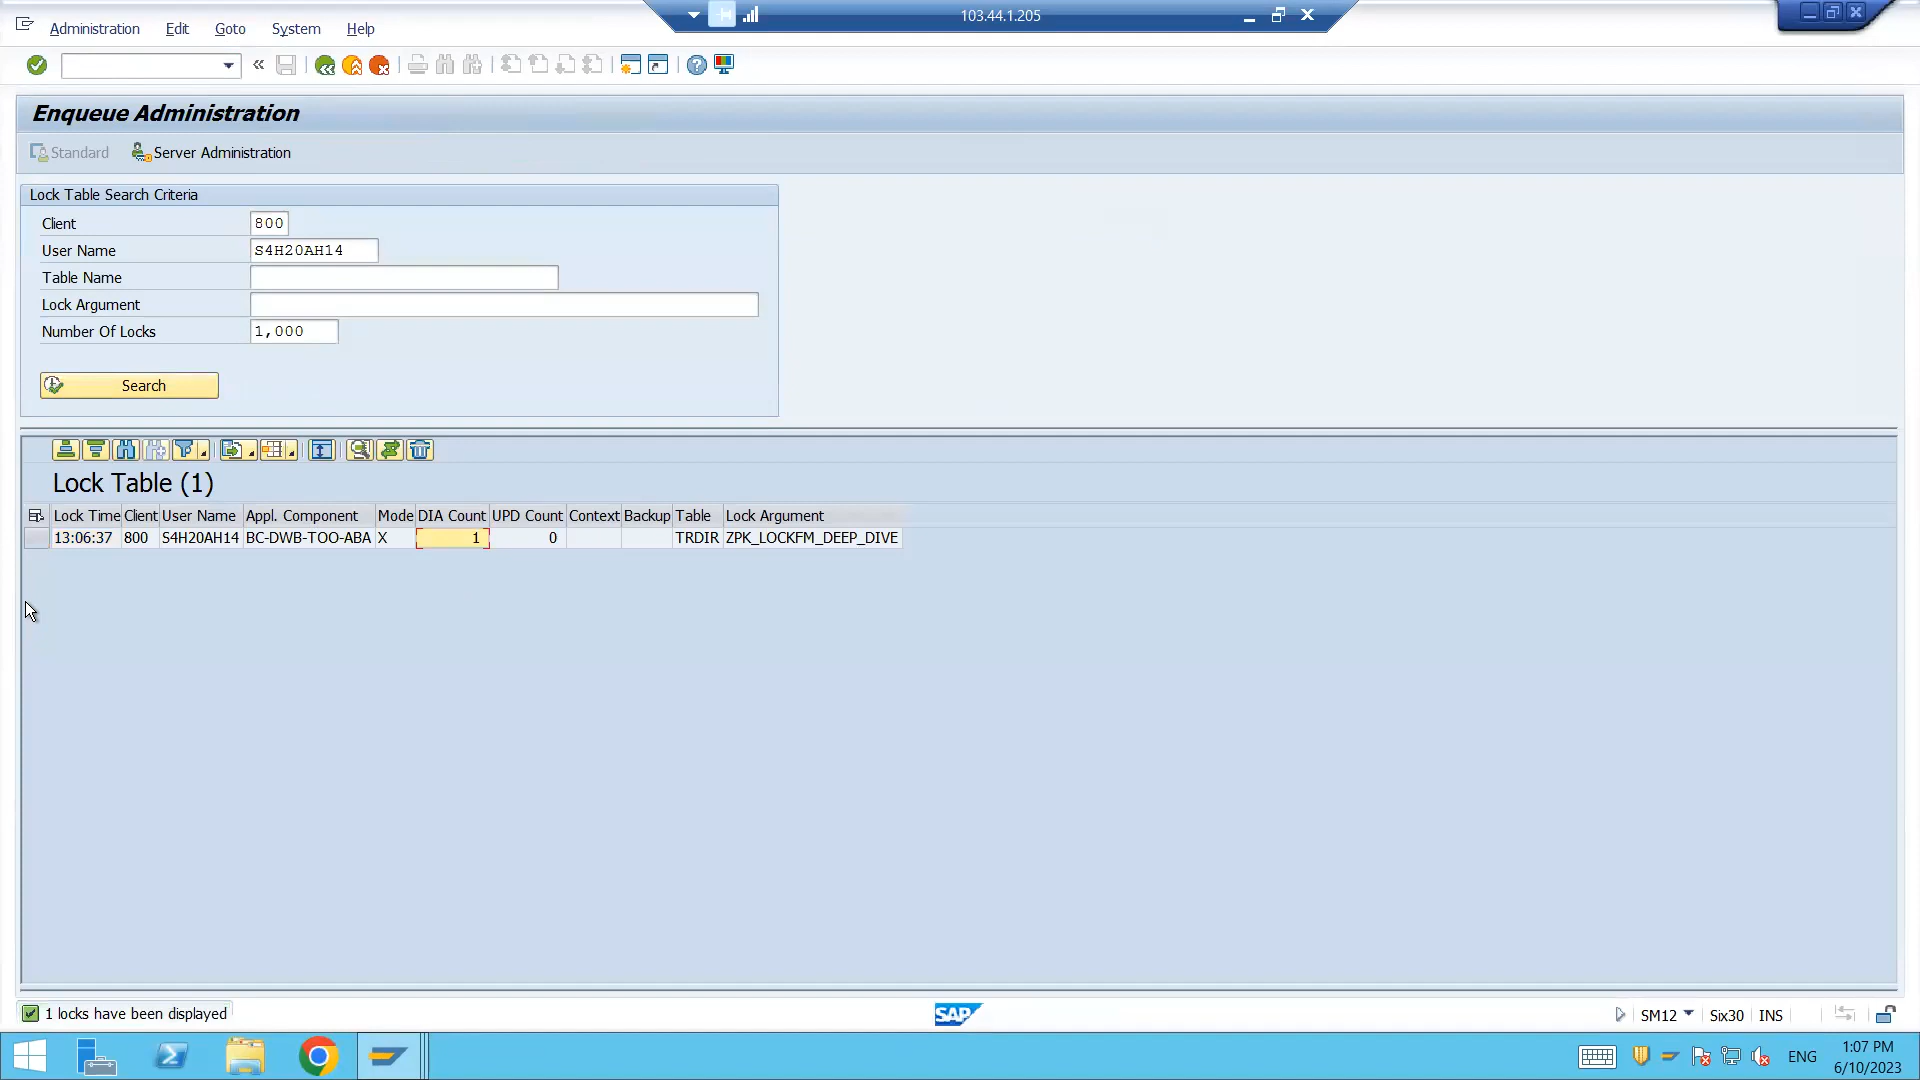 103.44.1.205
Administration Edit Goto System Help
Enqueue Administration
Standard Server Administration
Lock Table Search Criteria
Client 800
User Name S4H20AH14
Table Name
Lock Argument
Number Of Locks 1,000
Search
Lock Table (1)
Lock Time Client User Name Appl. Component Mode DIA Count UPD Count Context Backup Table Lock Argument
13:06:37 800 S4H20AH14 BC-DWB-TOO-ABA X 1 0 TRDIR ZPK_LOCKFM_DEEP_DIVE
1 locks have been displayed
SAP
SM12 Six30 INS
ENG
1:07 PM
6/10/2023